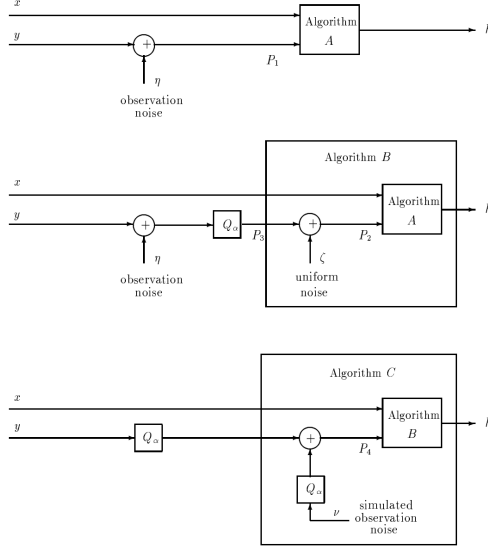 x
Algorithm
A
y
+
P₁
η
observation
noise
h
Algorithm B
x
Algorithm
A
y
+
Qα
P₃
+
P₂
h
η
observation
noise
ζ
uniform
noise
Algorithm C
x
Algorithm
B
y
Qα
+
P₄
h
Qα
ν
simulated
observation
noise